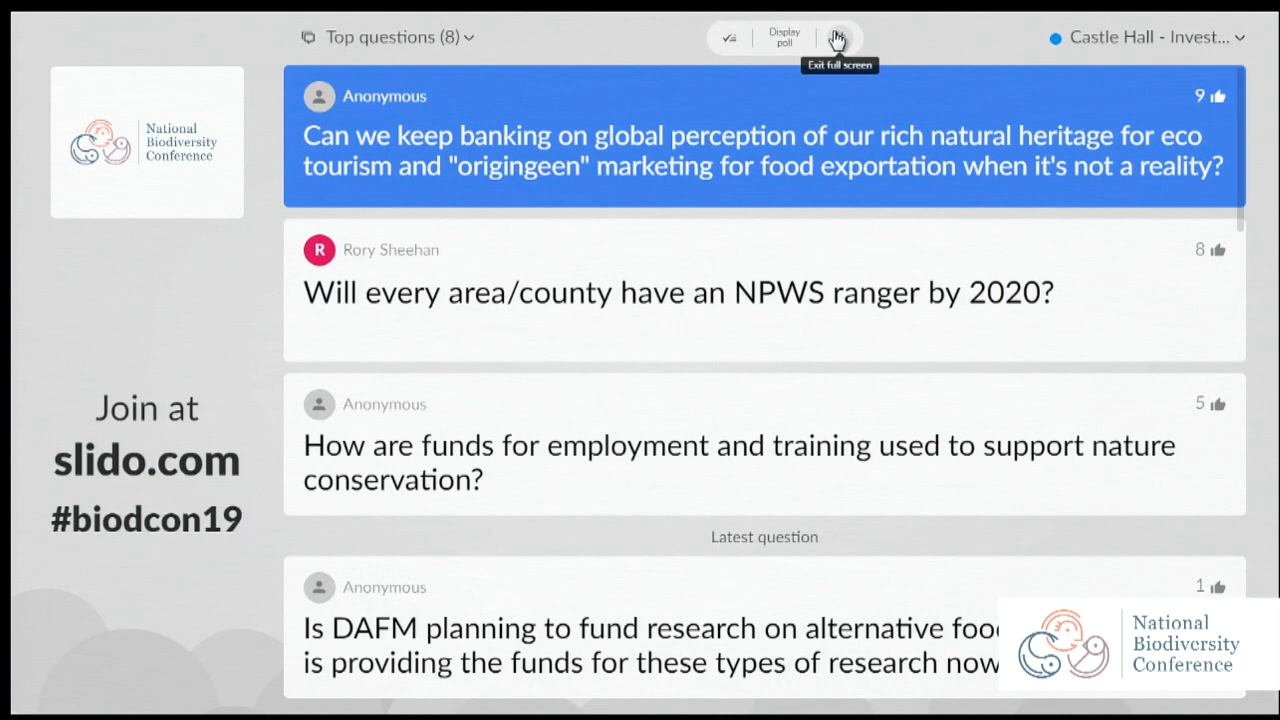 Top questions (8)
Display
poll
Exit full screen
Castle Hall - Invest...
National
Biodiversity
Conference
Anonymous
9
Can we keep banking on global perception of our rich natural heritage for eco
tourism and "origingeen" marketing for food exportation when it's not a reality?
R
Rory Sheehan
8
Will every area/county have an NPWS ranger by 2020?
Anonymous
5
How are funds for employment and training used to support nature
conservation?
Join at
slido.com
#biodcon19
Latest question
Anonymous
1
Is DAFM planning to fund research on alternative
is providing the funds for these types of research now
National
Biodiversity
Conference